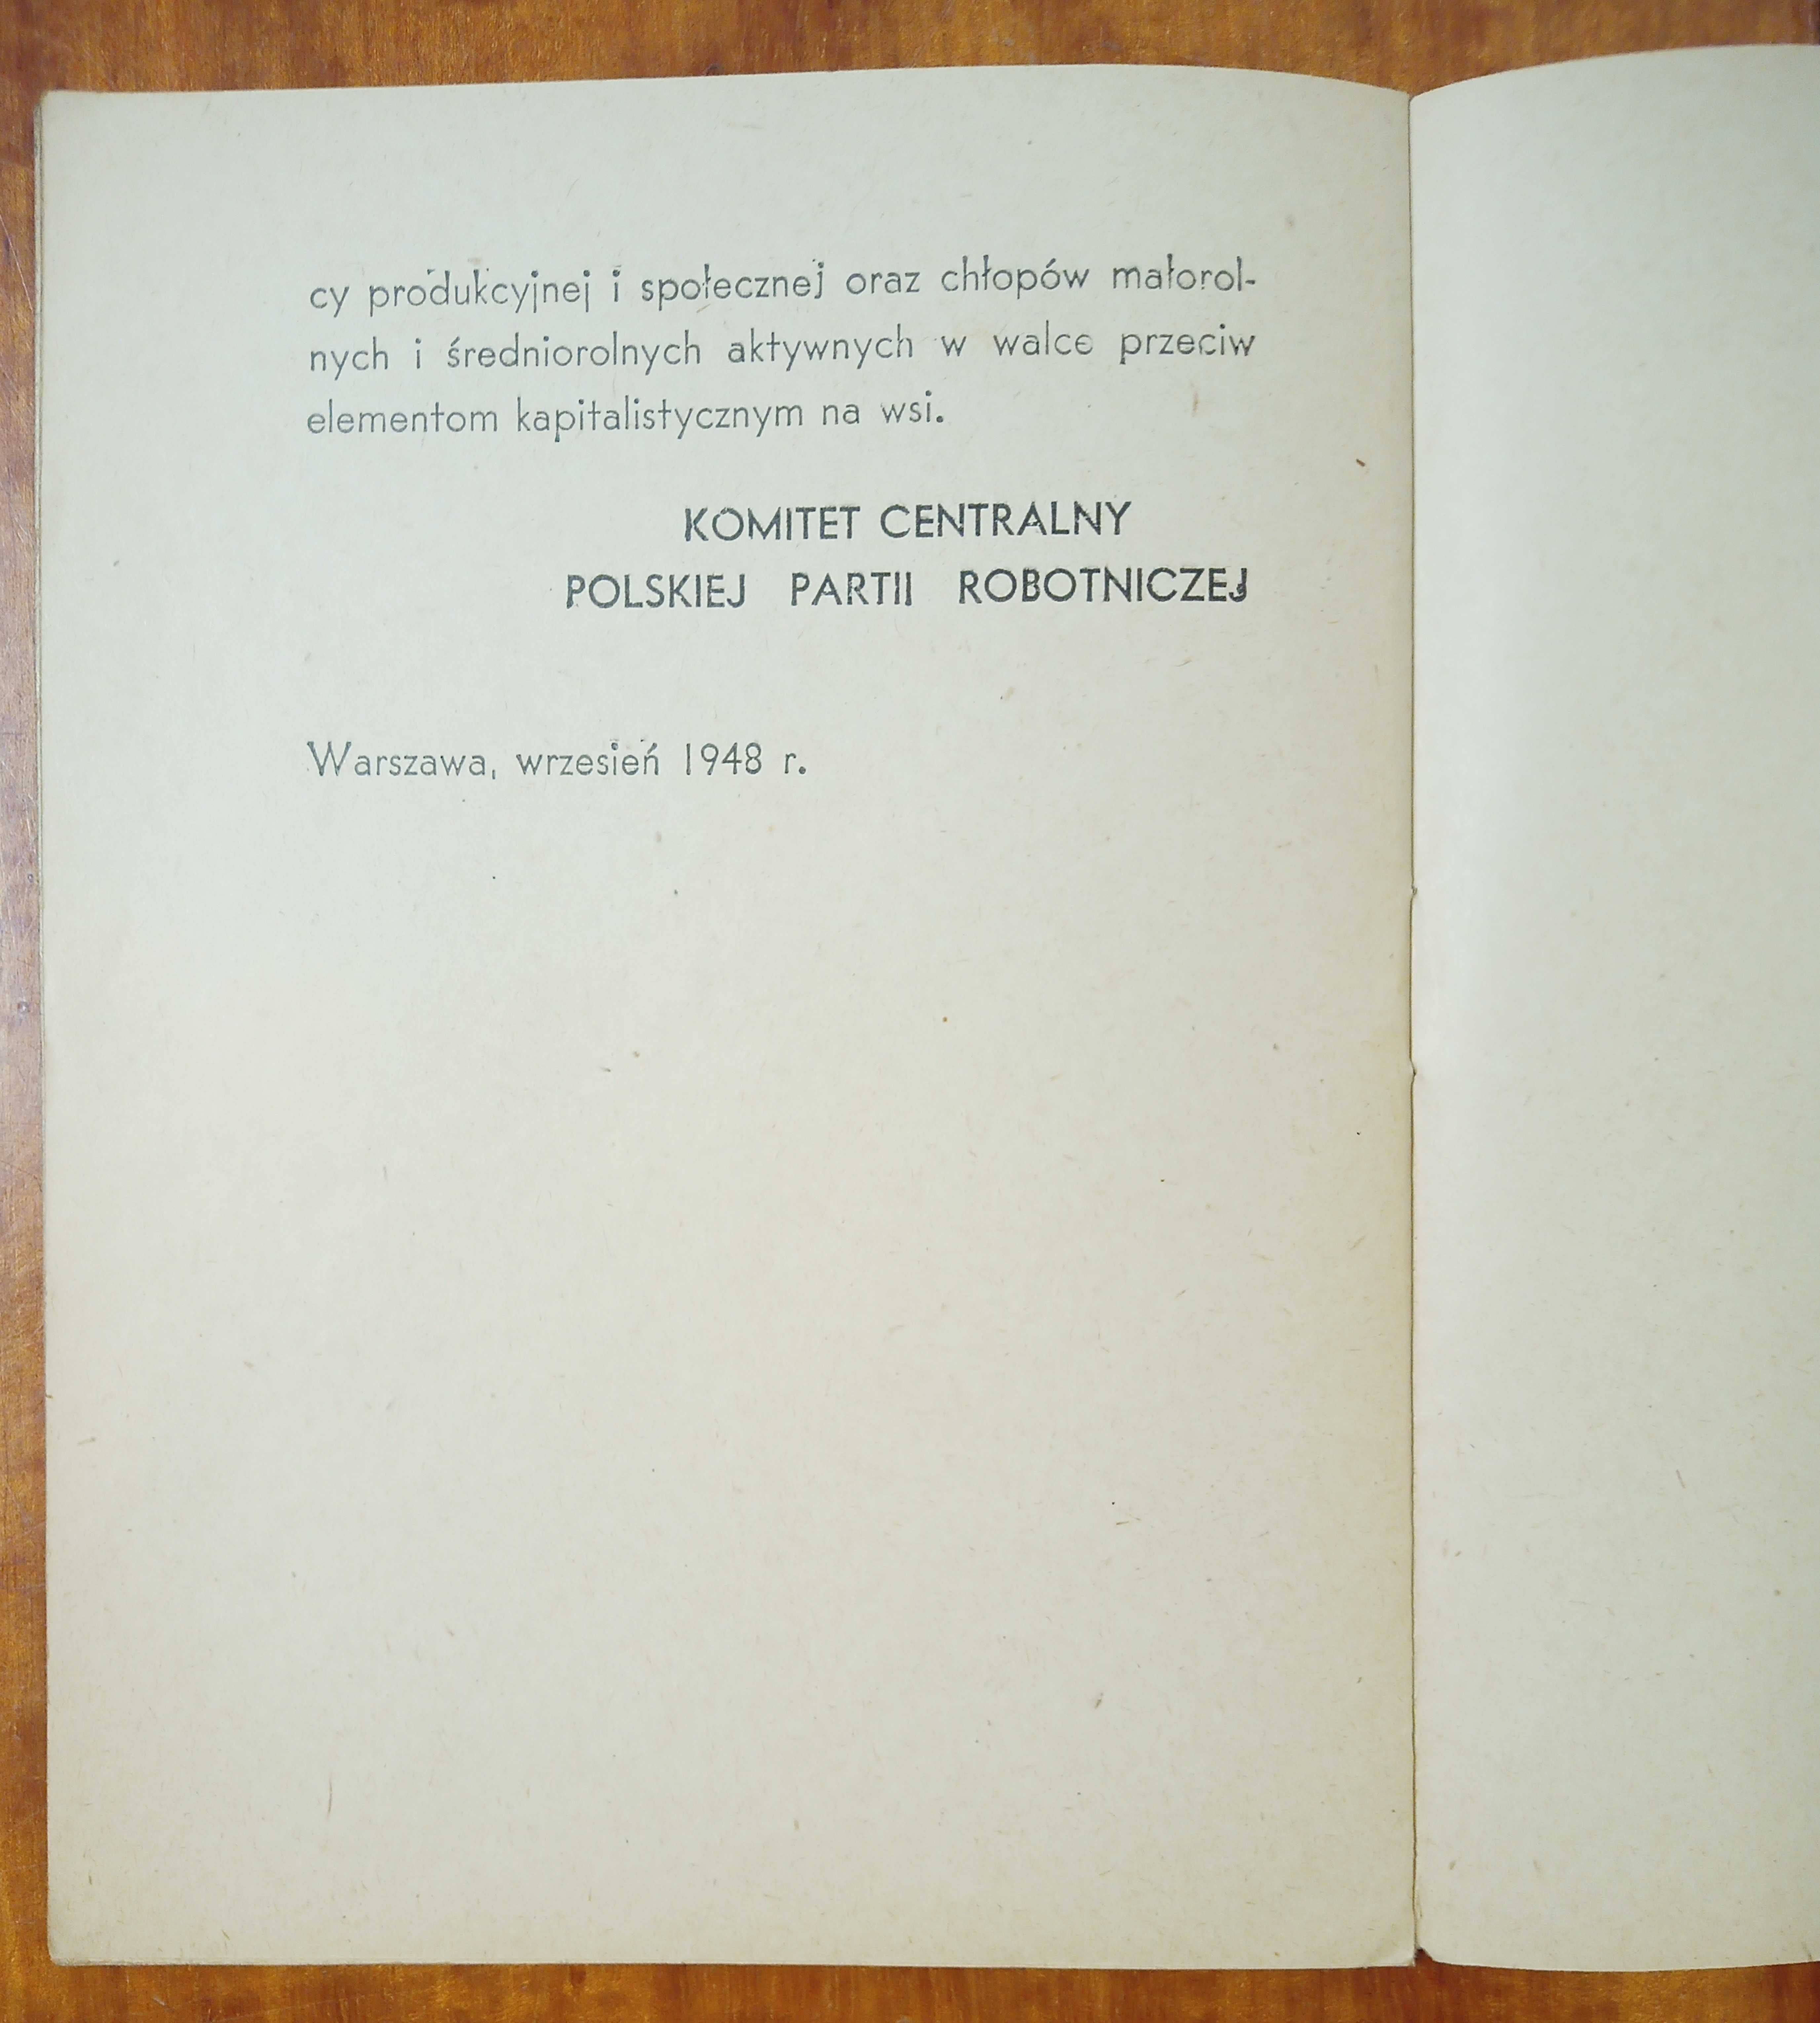 cy produkcyjnej i społecznej oraz chłopów małorol-
nych i średniorolnych aktywnych w walce przeciw
elementom kapitalistycznym na wsi.
KOMITET CENTRALNY
POLSKIEJ PARTII ROBOTNICZEJ
Warszawa, wrzesień 1948 r.